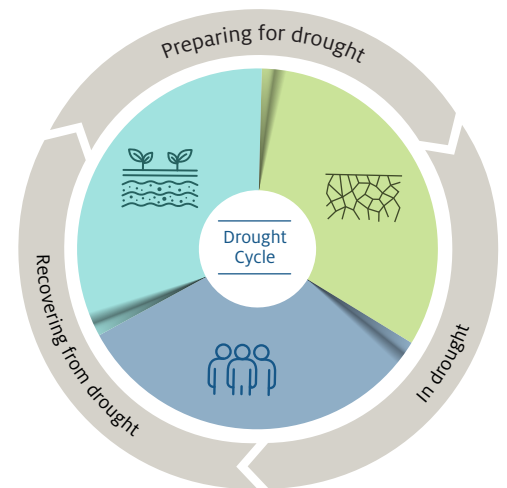 Preparing for drought
Drought
Cycle
In drought
Recovering from drought